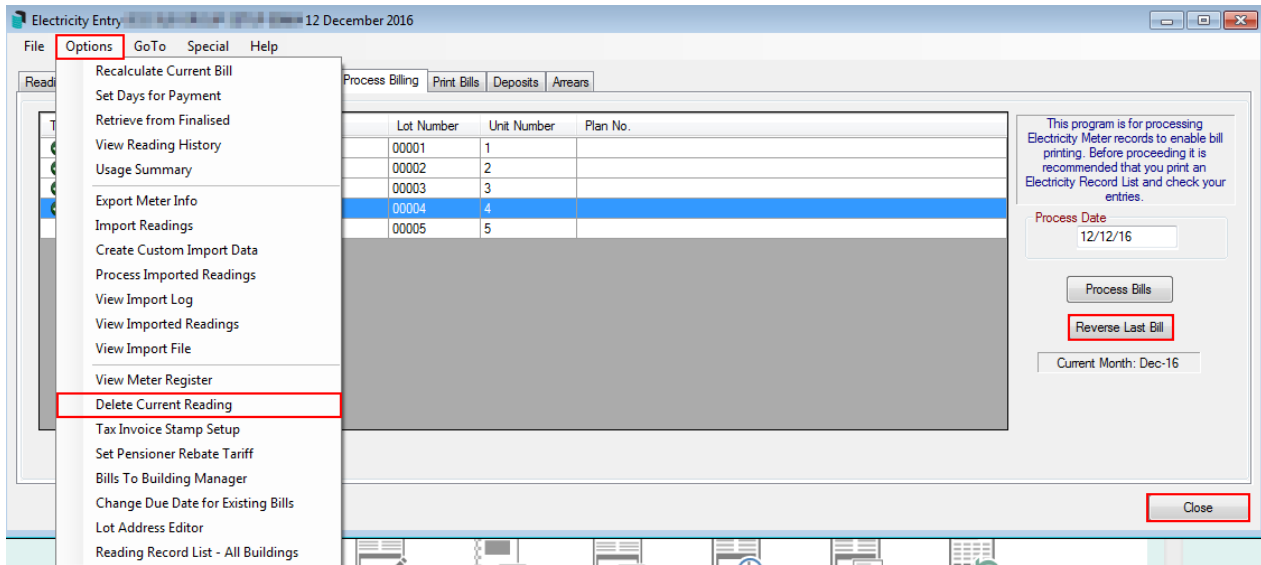 Electricity Entry 12 December 2016
File Options GoTo Special Help
Recalculate Current Bill
Set Days for Payment
Retrieve from Finalised
View Reading History
Usage Summary
Export Meter Info
Import Readings
Create Custom Import Data
Process Imported Readings
View Import Log
View Imported Readings
View Import File
View Meter Register
Delete Current Reading
Tax Invoice Stamp Setup
Set Pensioner Rebate Tariff
Bills To Building Manager
Change Due Date for Existing Bills
Lot Address Editor
Reading Record List - All Buildings
Process Billing Print Bills Deposits Arrears
Lot Number Unit Number Plan No.
00001 1
00002 2
00003 3
00004 4
00005 5
This program is for processing
Electricity Meter records to enable bill
printing. Before proceeding it is
recommended that you print an
Electricity Record List and check your
entries.
Process Date
12/12/16
Process Bills
Reverse Last Bill
Current Month: Dec-16
Close